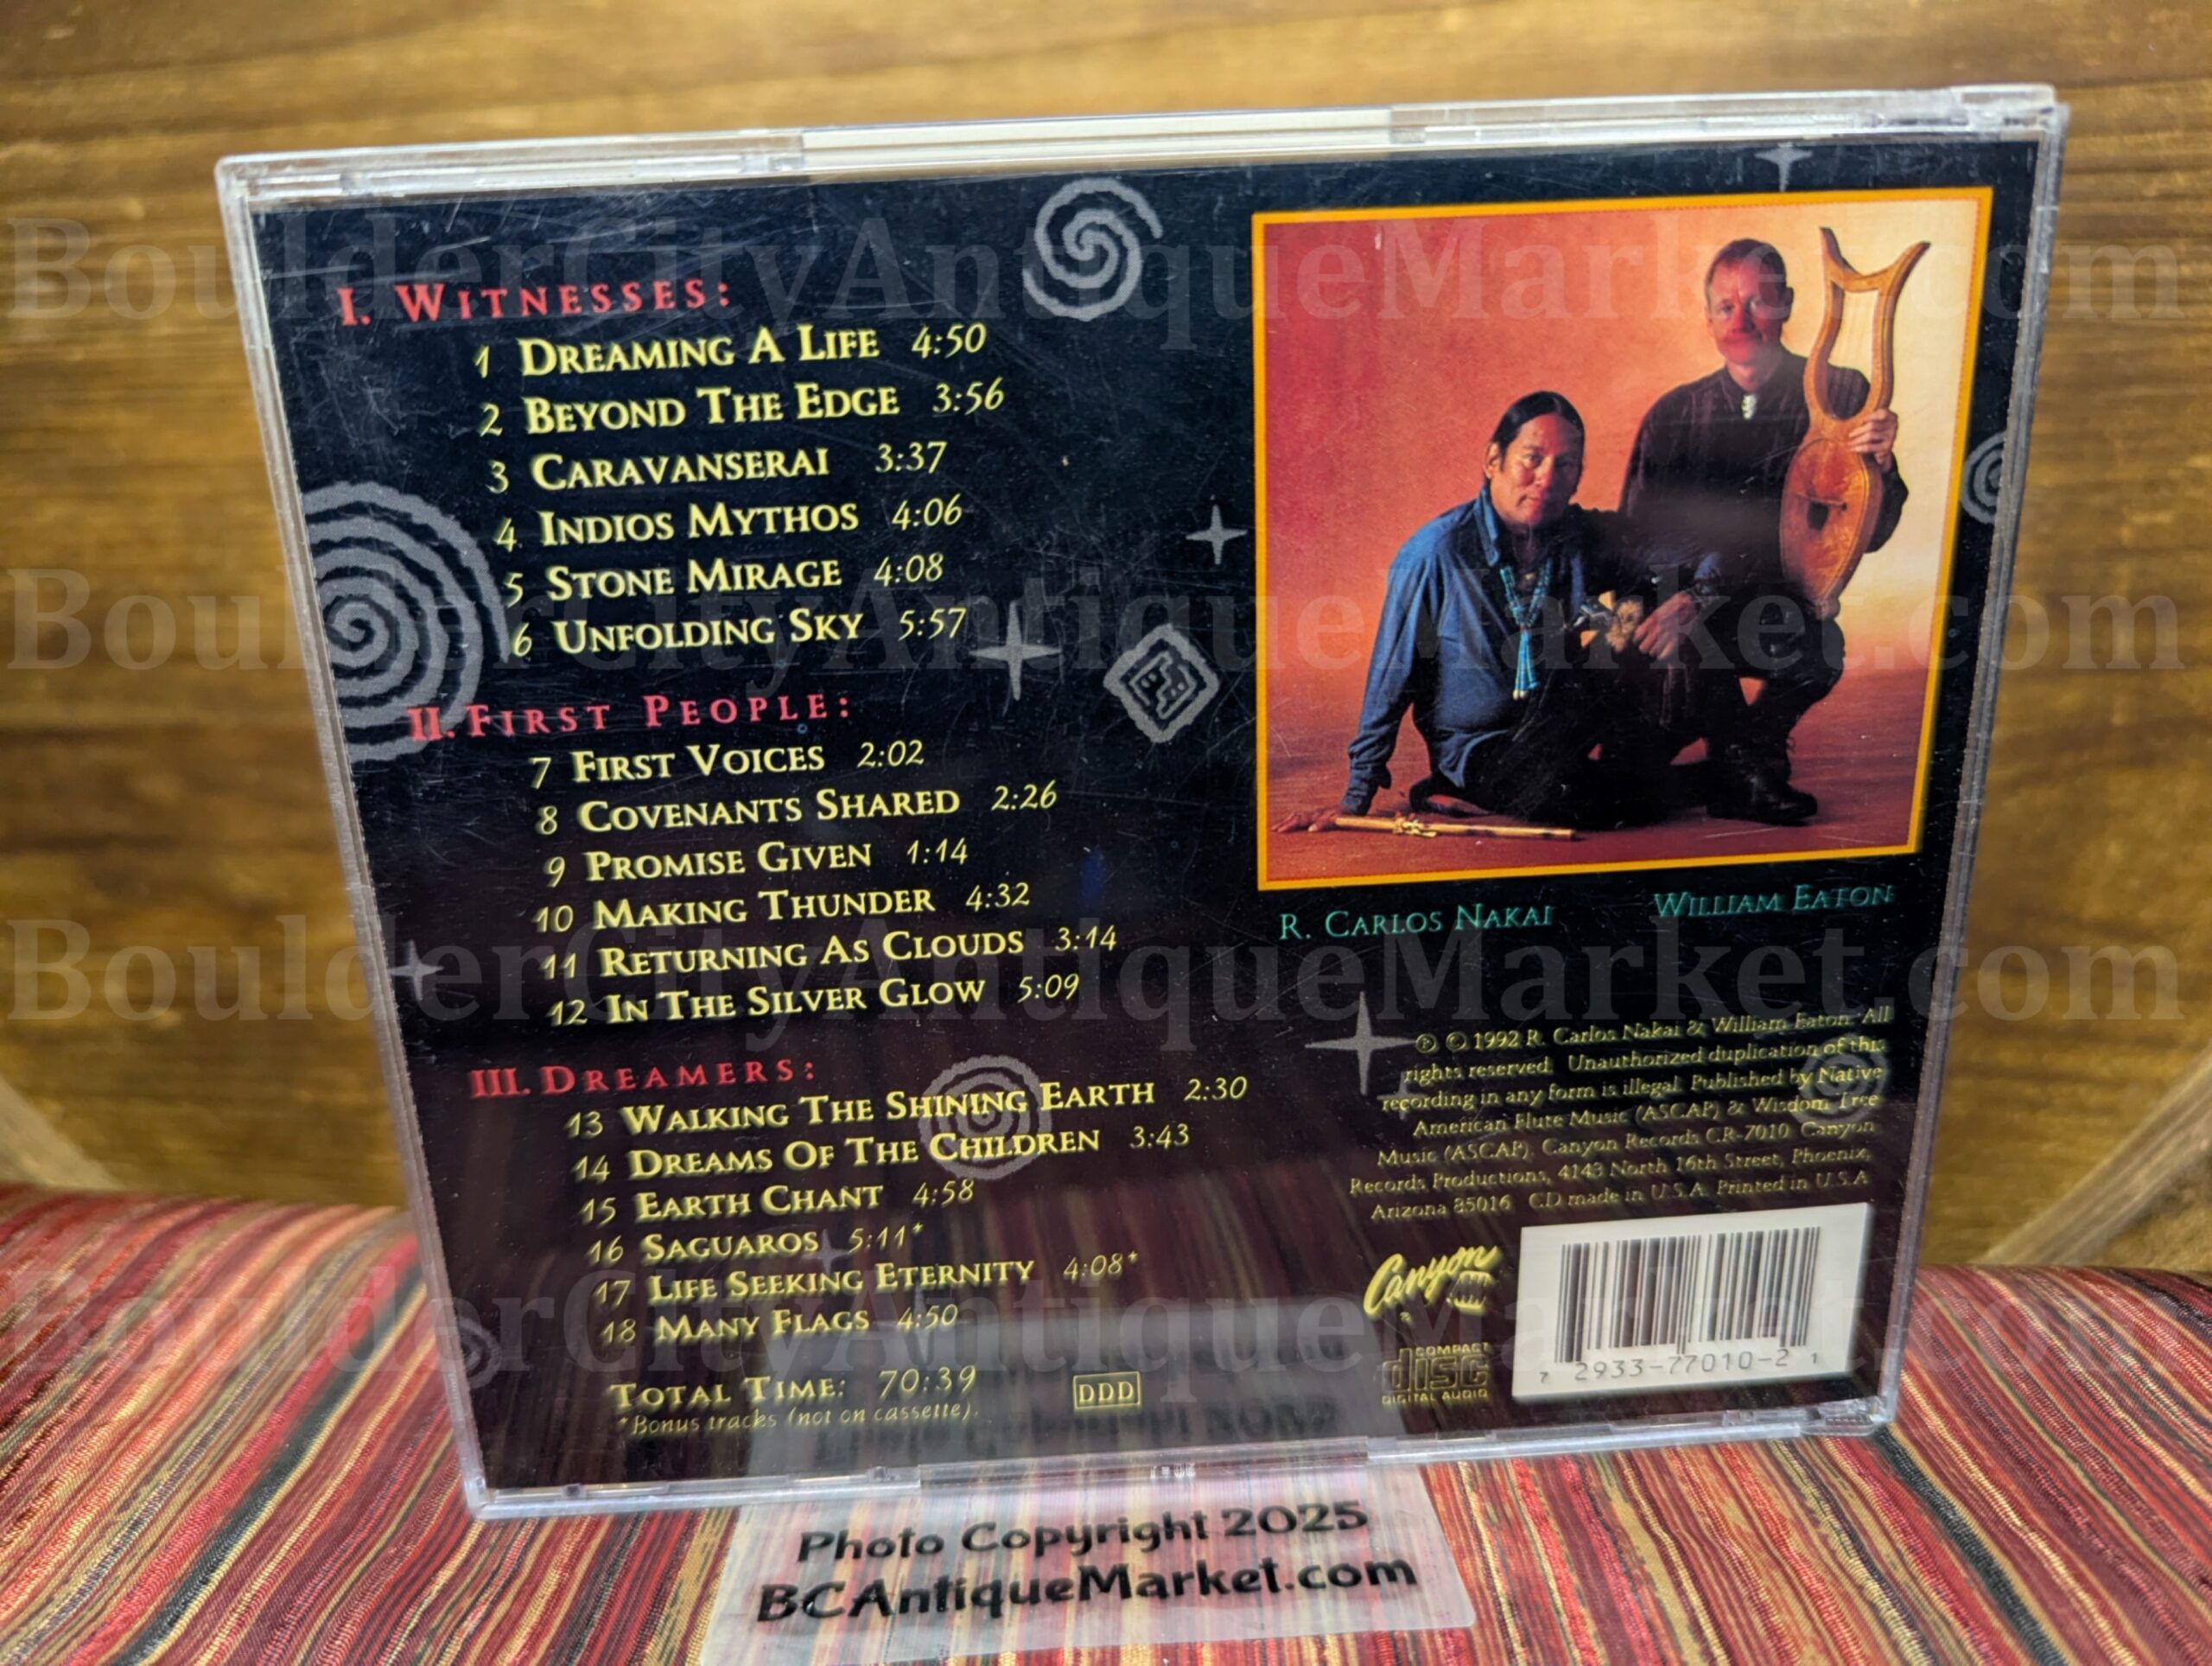 I. WITNESSES:
1 DREAMING A LIFE 4:50
2 BEYOND THE EDGE 3:56
3 CARAVANSERAI 3:37
4 INDIOS MYTHOS 4:06
5 STONE MIRAGE 4:08
6 UNFOLDING SKY 5:57
II. FIRST PEOPLE:
7 FIRST VOICES 2:02
8 COVENANTS SHARED 2:26
9 PROMISE GIVEN 1:14
10 MAKING THUNDER 4:32
11 RETURNING AS CLOUDS 3:14
12 IN THE SILVER GLOW 5:09
III. DREAMERS:
13 WALKING THE SHINING EARTH 2:30
14 DREAMS OF THE CHILDREN 3:43
15 EARTH CHANT 4:58
16 SAGUAROS 5:11*
17 LIFE SEEKING ETERNITY 4:08*
18 MANY FLAGS 4:50
TOTAL TIME: 70:39
*Bonus tracks (not on cassette).
DDD
R. CARLOS NAKAI WILLIAM EATON
℗ © 1992 R. Carlos Nakai & William Eaton. All
rights reserved. Unauthorized duplication of this
recording in any form is illegal. Published by Native
American Flute Music (ASCAP) & Wisdom Tree
Music (ASCAP). Canyon Records CR-7010 Canyon
Records Productions, 4143 North 16th Street, Phoenix,
Arizona 85016 CD made in U.S.A. Printed in U.S.A.
Canyon
COMPACT
disc
DIGITAL AUDIO
7 2933-77010-2 1
Photo Copyright 2025
BCAntiqueMarket.com
BoulderCityAntiqueMarket.com
BoulderCityAntiqueMarket.com
BoulderCityAntiqueMarket.com
BoulderCityAntiqueMarket.com